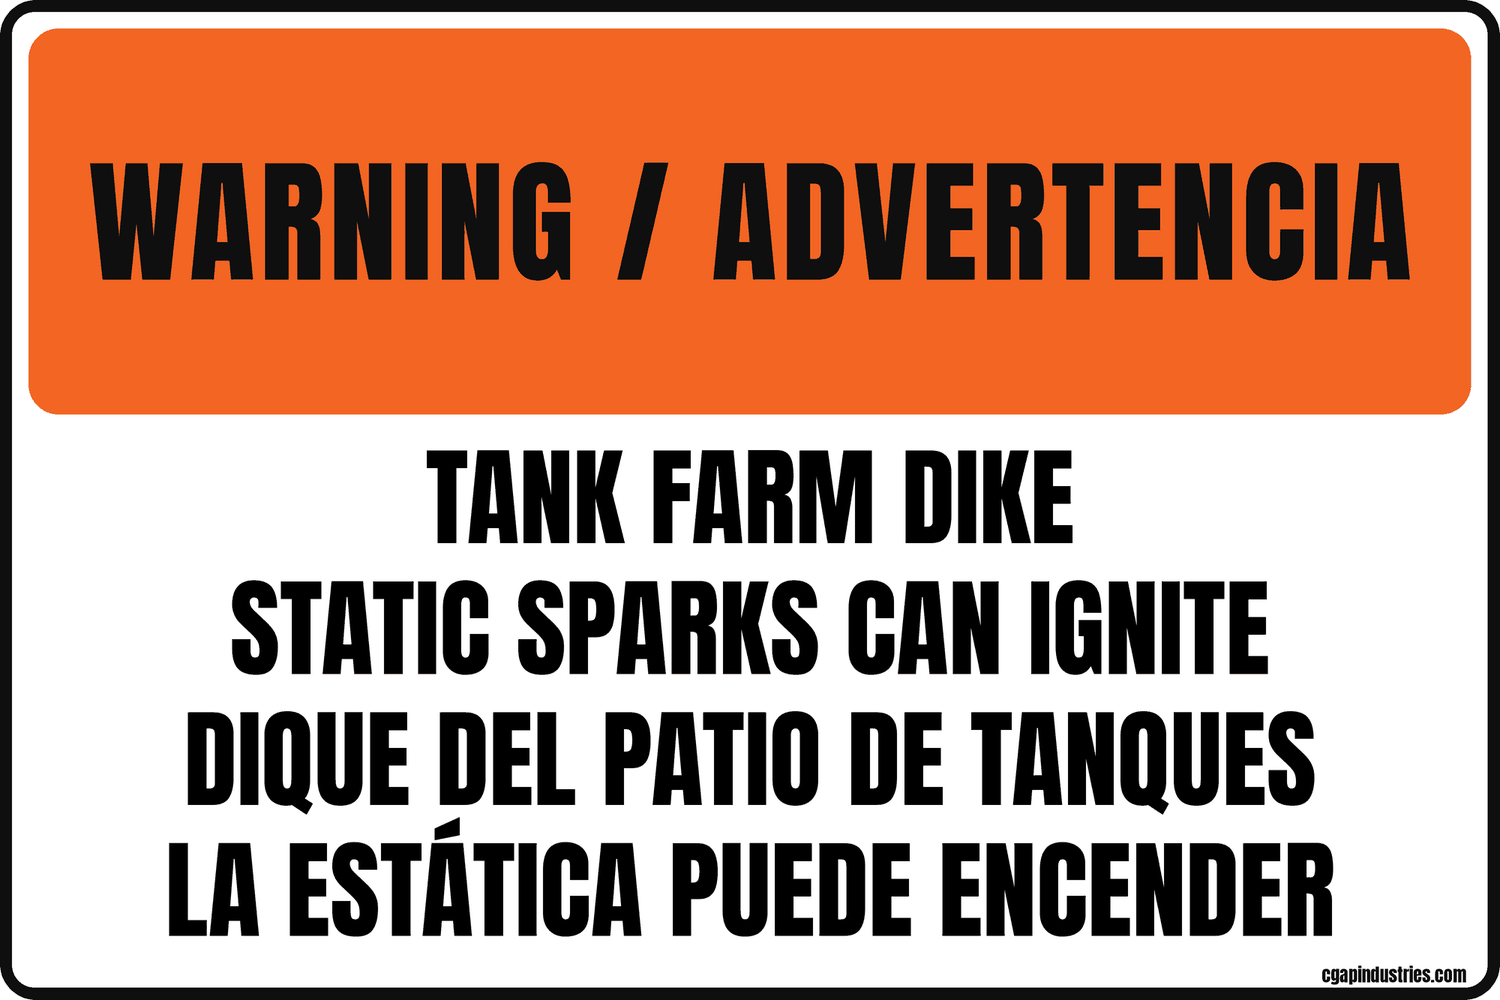 WARNING / ADVERTENCIA
TANK FARM DIKE
STATIC SPARKS CAN IGNITE
DIQUE DEL PATIO DE TANQUES
LA ESTÁTICA PUEDE ENCENDER
cgapindustries.com